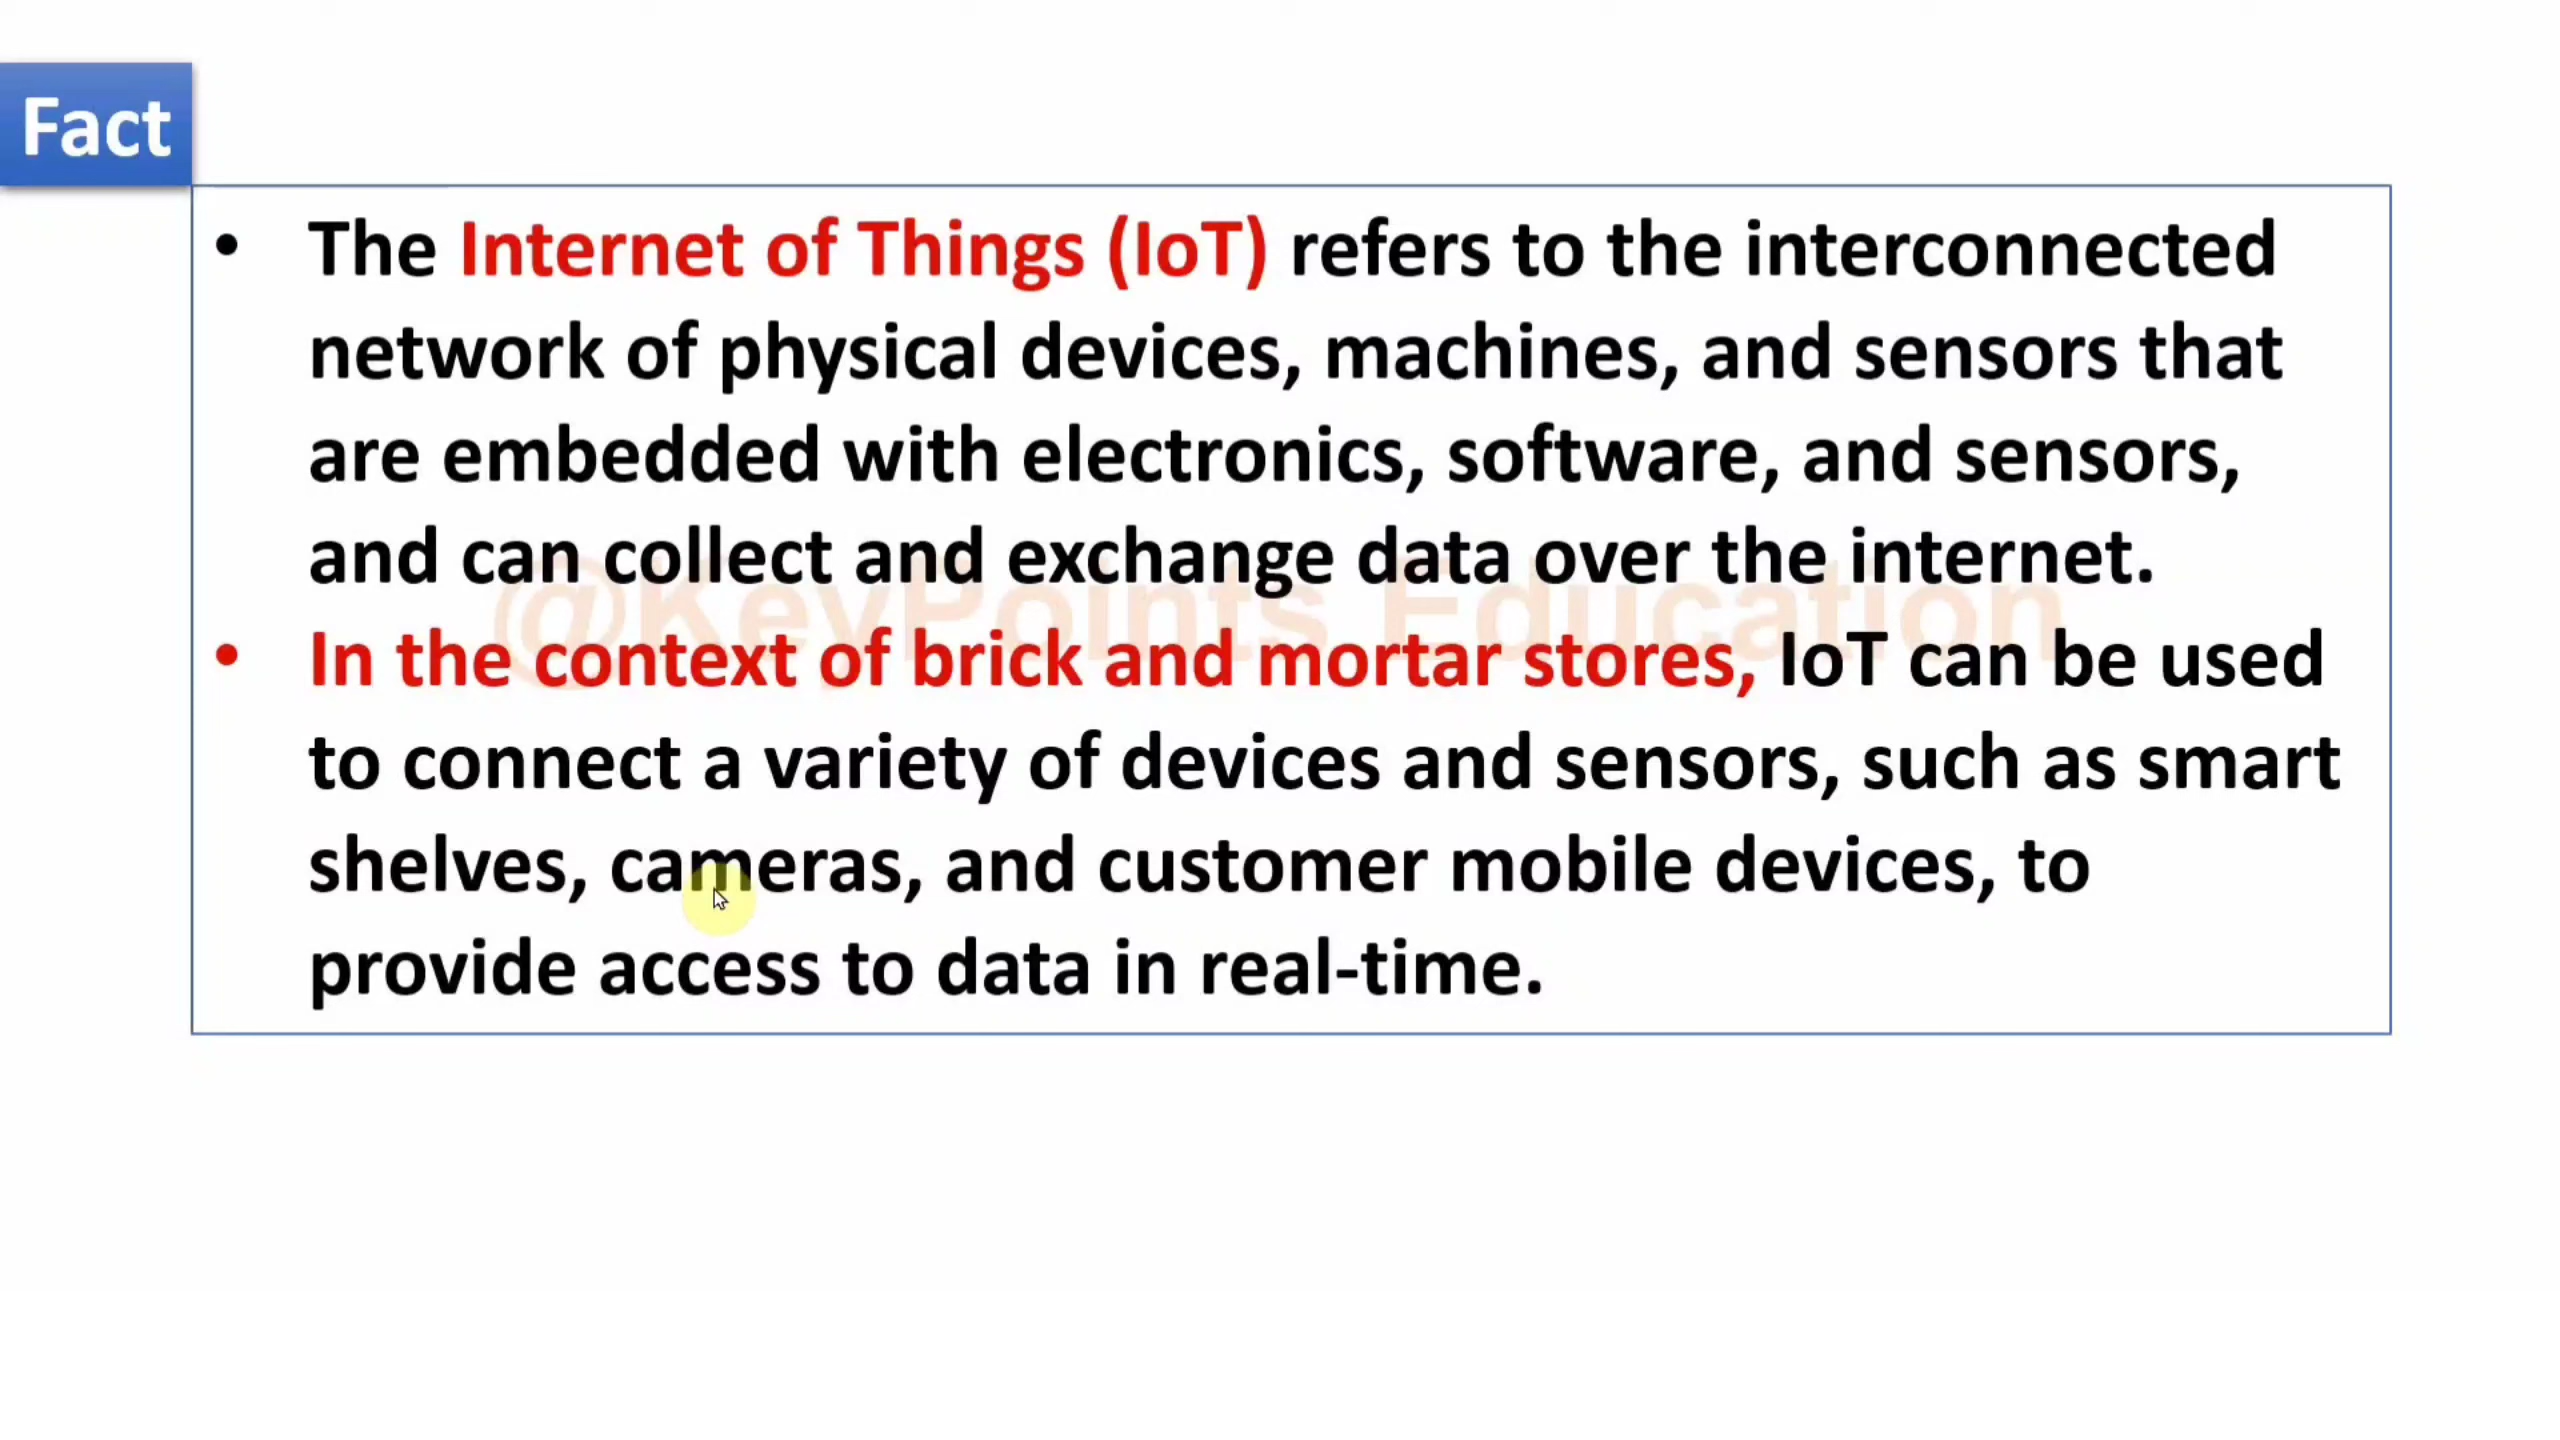 Fact
• The Internet of Things (IoT) refers to the interconnected
network of physical devices, machines, and sensors that
are embedded with electronics, software, and sensors,
and can collect and exchange data over the internet.
@KeyPoints Education
• In the context of brick and mortar stores, IoT can be used
to connect a variety of devices and sensors, such as smart
shelves, cameras, and customer mobile devices, to
provide access to data in real-time.